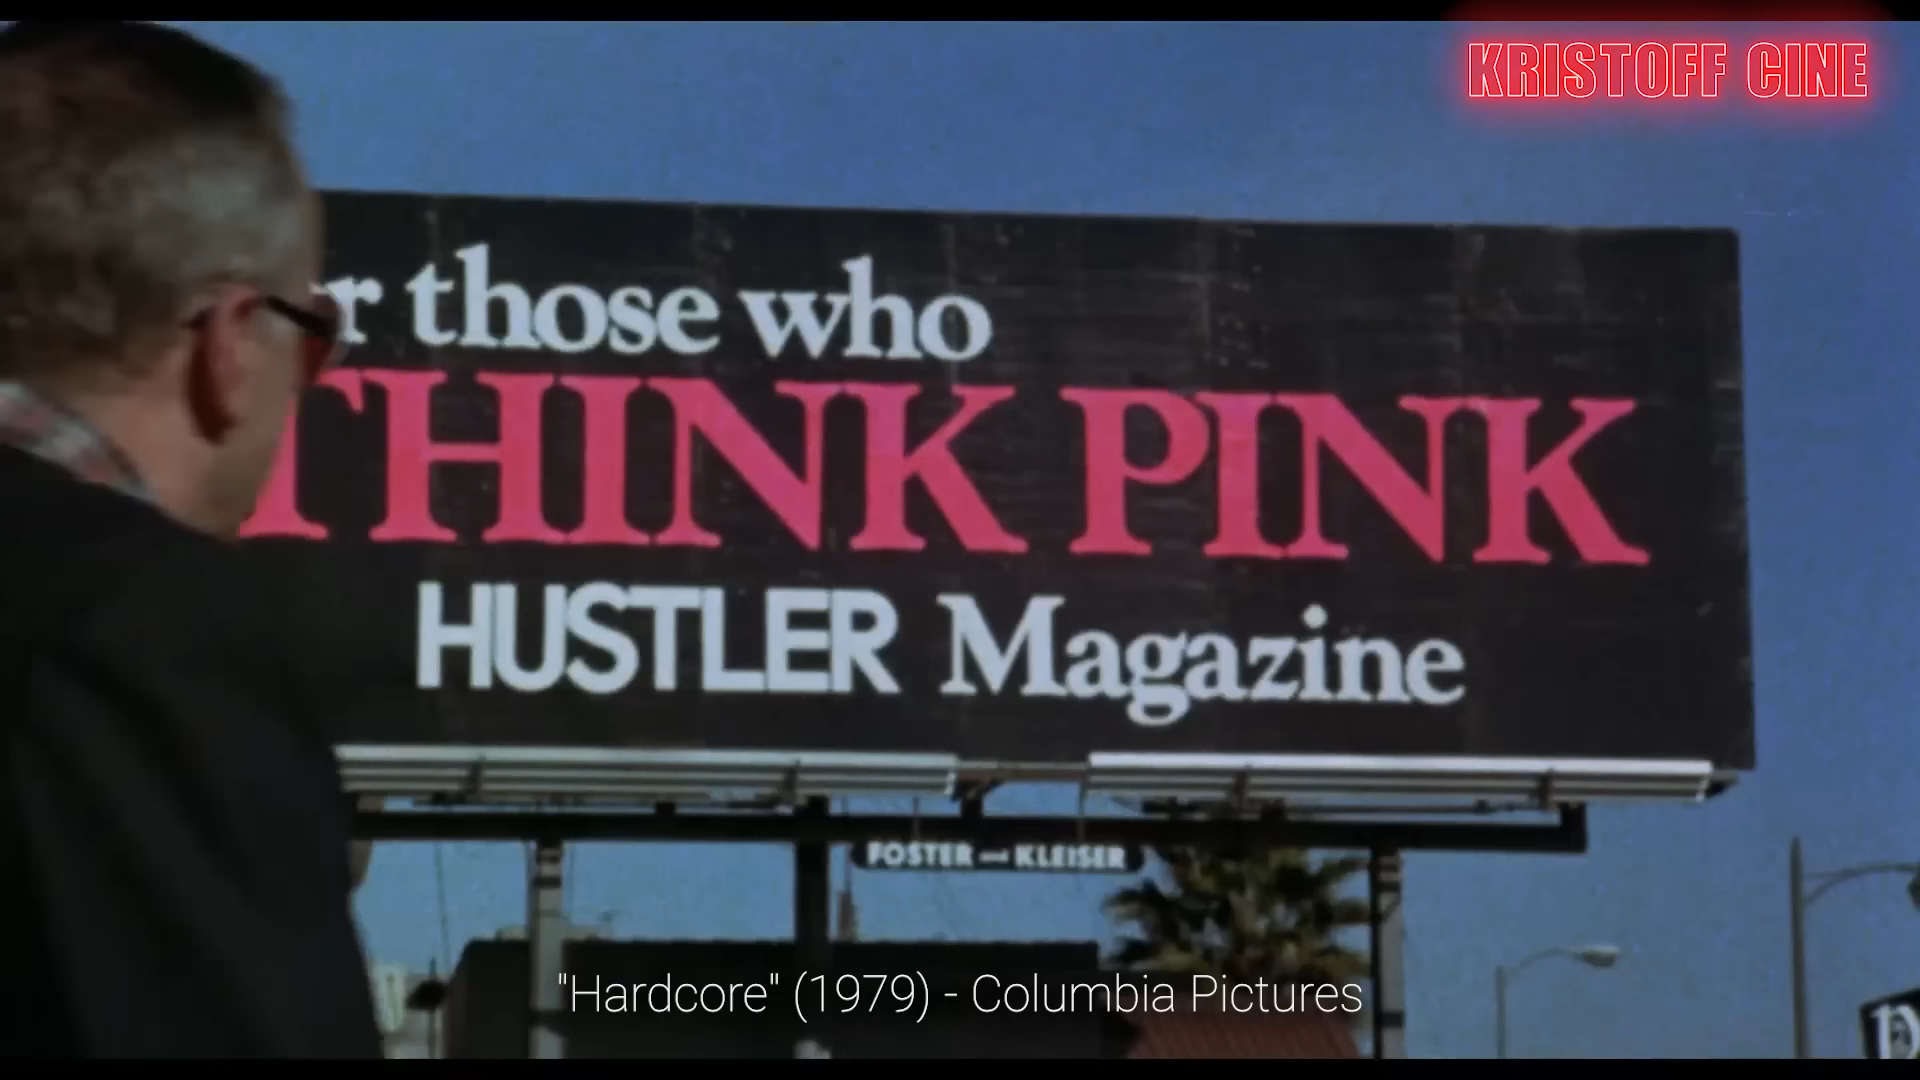 KRISTOFF CINE
r those who
THINK PINK
HUSTLER Magazine
FOSTER and KLEISER
"Hardcore" (1979) - Columbia Pictures